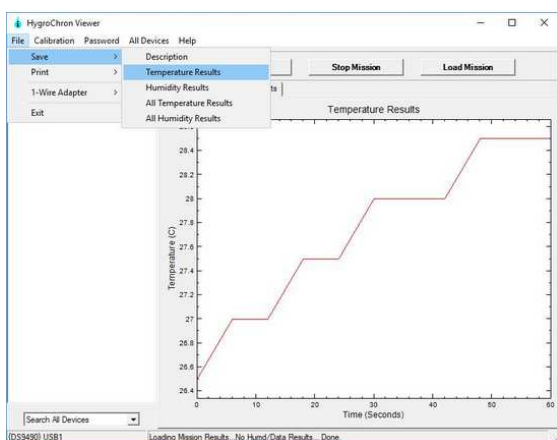 HygroChron Viewer
File Calibration Password All Devices Help
Save
Print
1-Wire Adapter
Exit
Description
Temperature Results
Humidity Results
All Temperature Results
All Humidity Results
Stop Mission
Load Mission
Temperature Results
28.4
28
27.8
27.6
27.4
27.2
27
26.8
26.6
26.4
Temperature (C)
0 10 20 30 40 50 60
Time (Seconds)
Search All Devices
(DS9490) USB1
Loading Mission Results...No Humd/Data Results... Done.